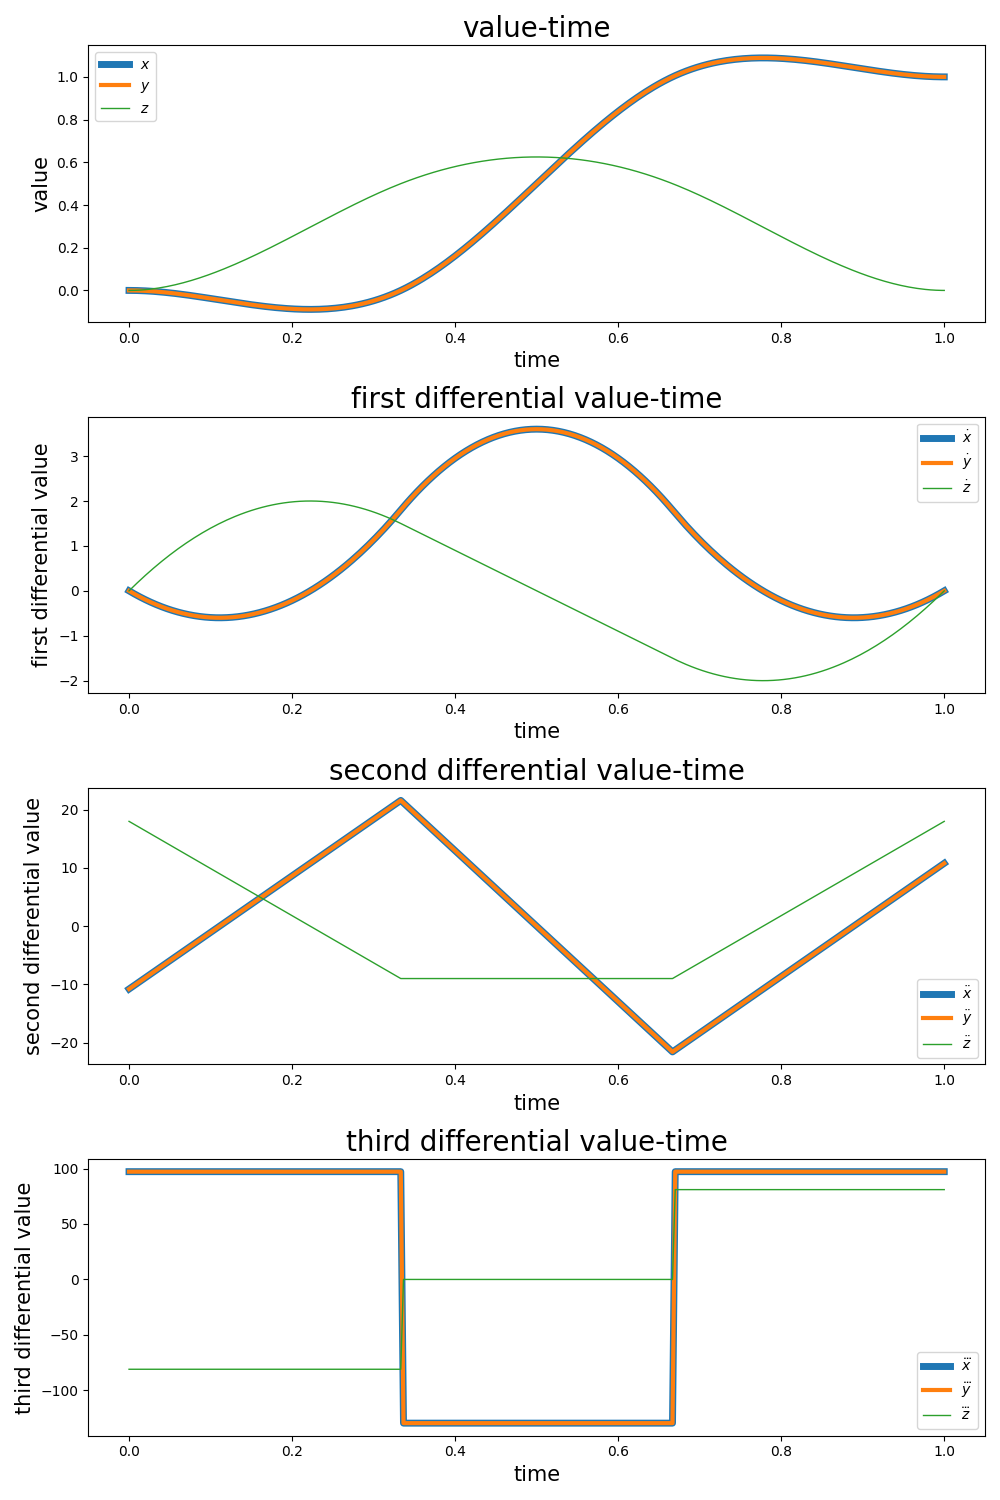 value-time
value
1.0
0.8
0.6
0.4
0.2
0.0
x
y
z
0.0 0.2 0.4 0.6 0.8 1.0
time
first differential value-time
first differential value
3
2
1
0
−1
−2
ẋ
ẏ
ż
0.0 0.2 0.4 0.6 0.8 1.0
time
second differential value-time
second differential value
20
10
0
−10
−20
ẍ
ÿ
z̈
0.0 0.2 0.4 0.6 0.8 1.0
time
third differential value-time
third differential value
100
50
0
−50
−100
x⃛
y⃛
z⃛
0.0 0.2 0.4 0.6 0.8 1.0
time